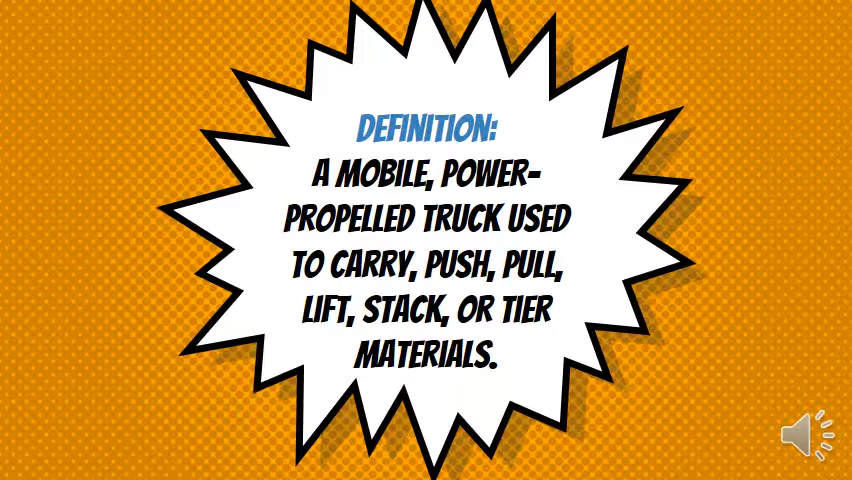 DEFINITION:
A MOBILE, POWER-
PROPELLED TRUCK USED
TO CARRY, PUSH, PULL,
LIFT, STACK, OR TIER
MATERIALS.